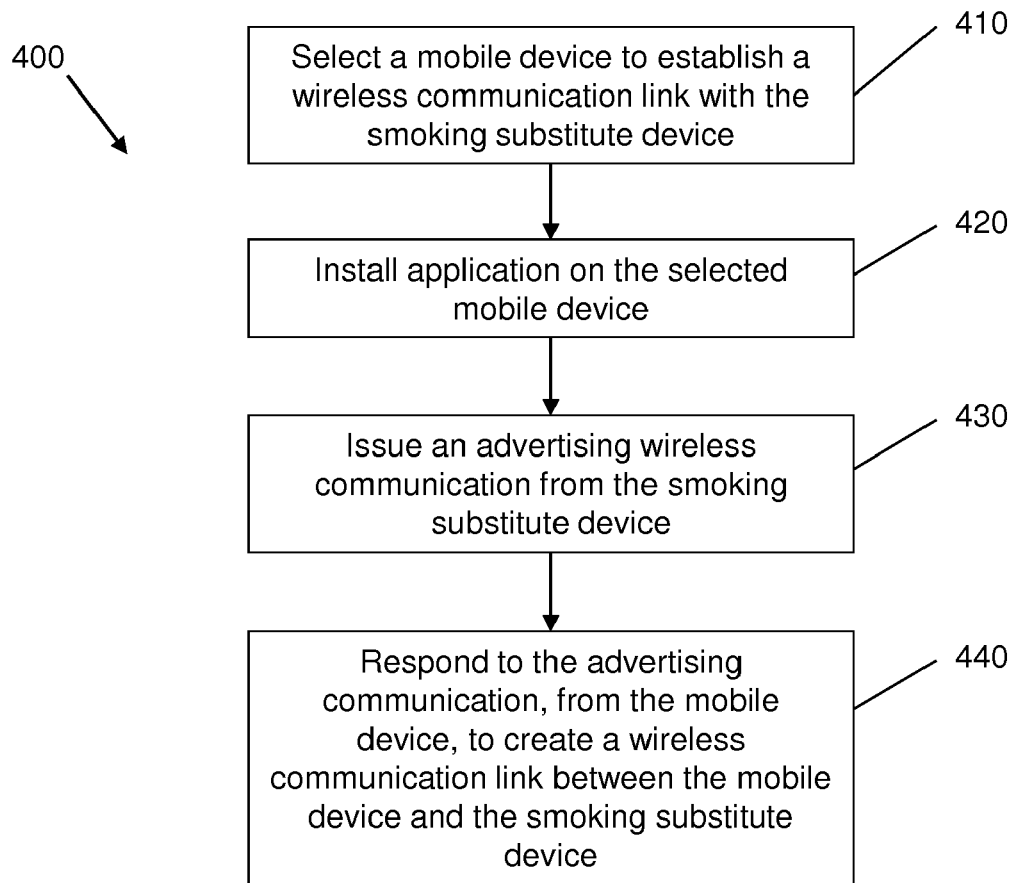 400
410
Select a mobile device to establish a
wireless communication link with the
smoking substitute device
420
Install application on the selected
mobile device
430
Issue an advertising wireless
communication from the smoking
substitute device
440
Respond to the advertising
communication, from the mobile
device, to create a wireless
communication link between the mobile
device and the smoking substitute
device